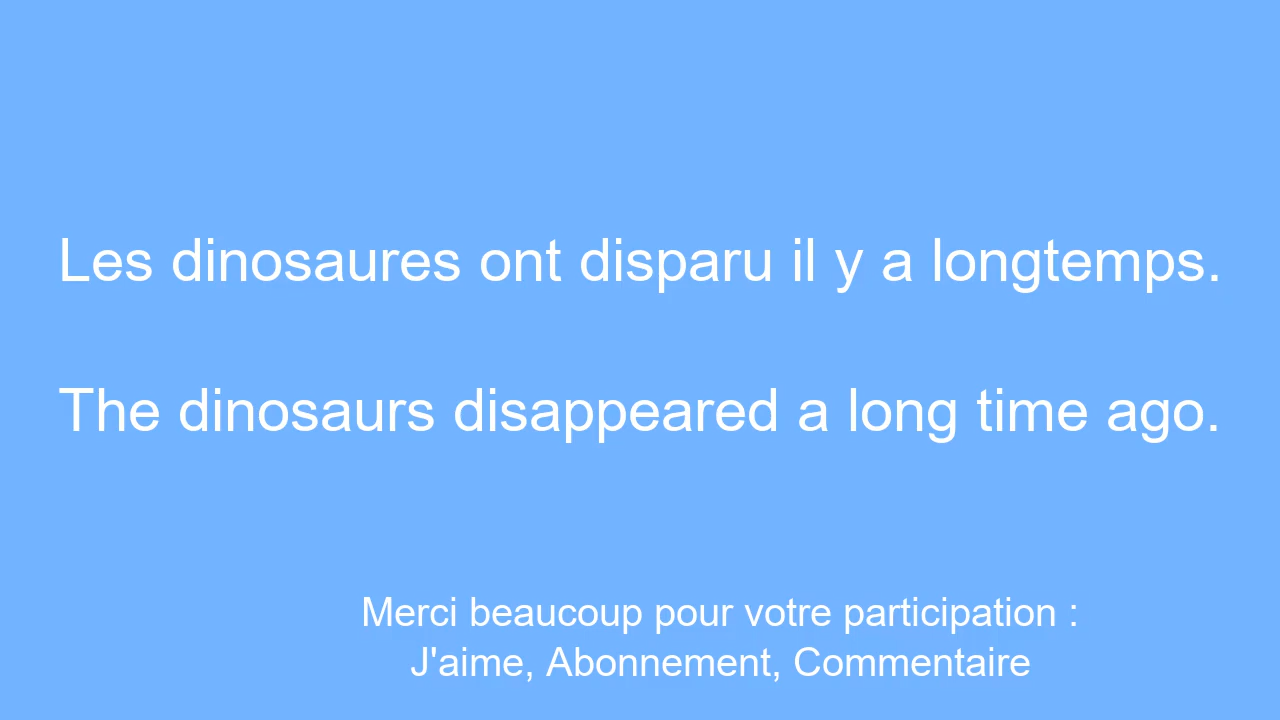 Les dinosaures ont disparu il y a longtemps.
The dinosaurs disappeared a long time ago.
Merci beaucoup pour votre participation :
J'aime, Abonnement, Commentaire